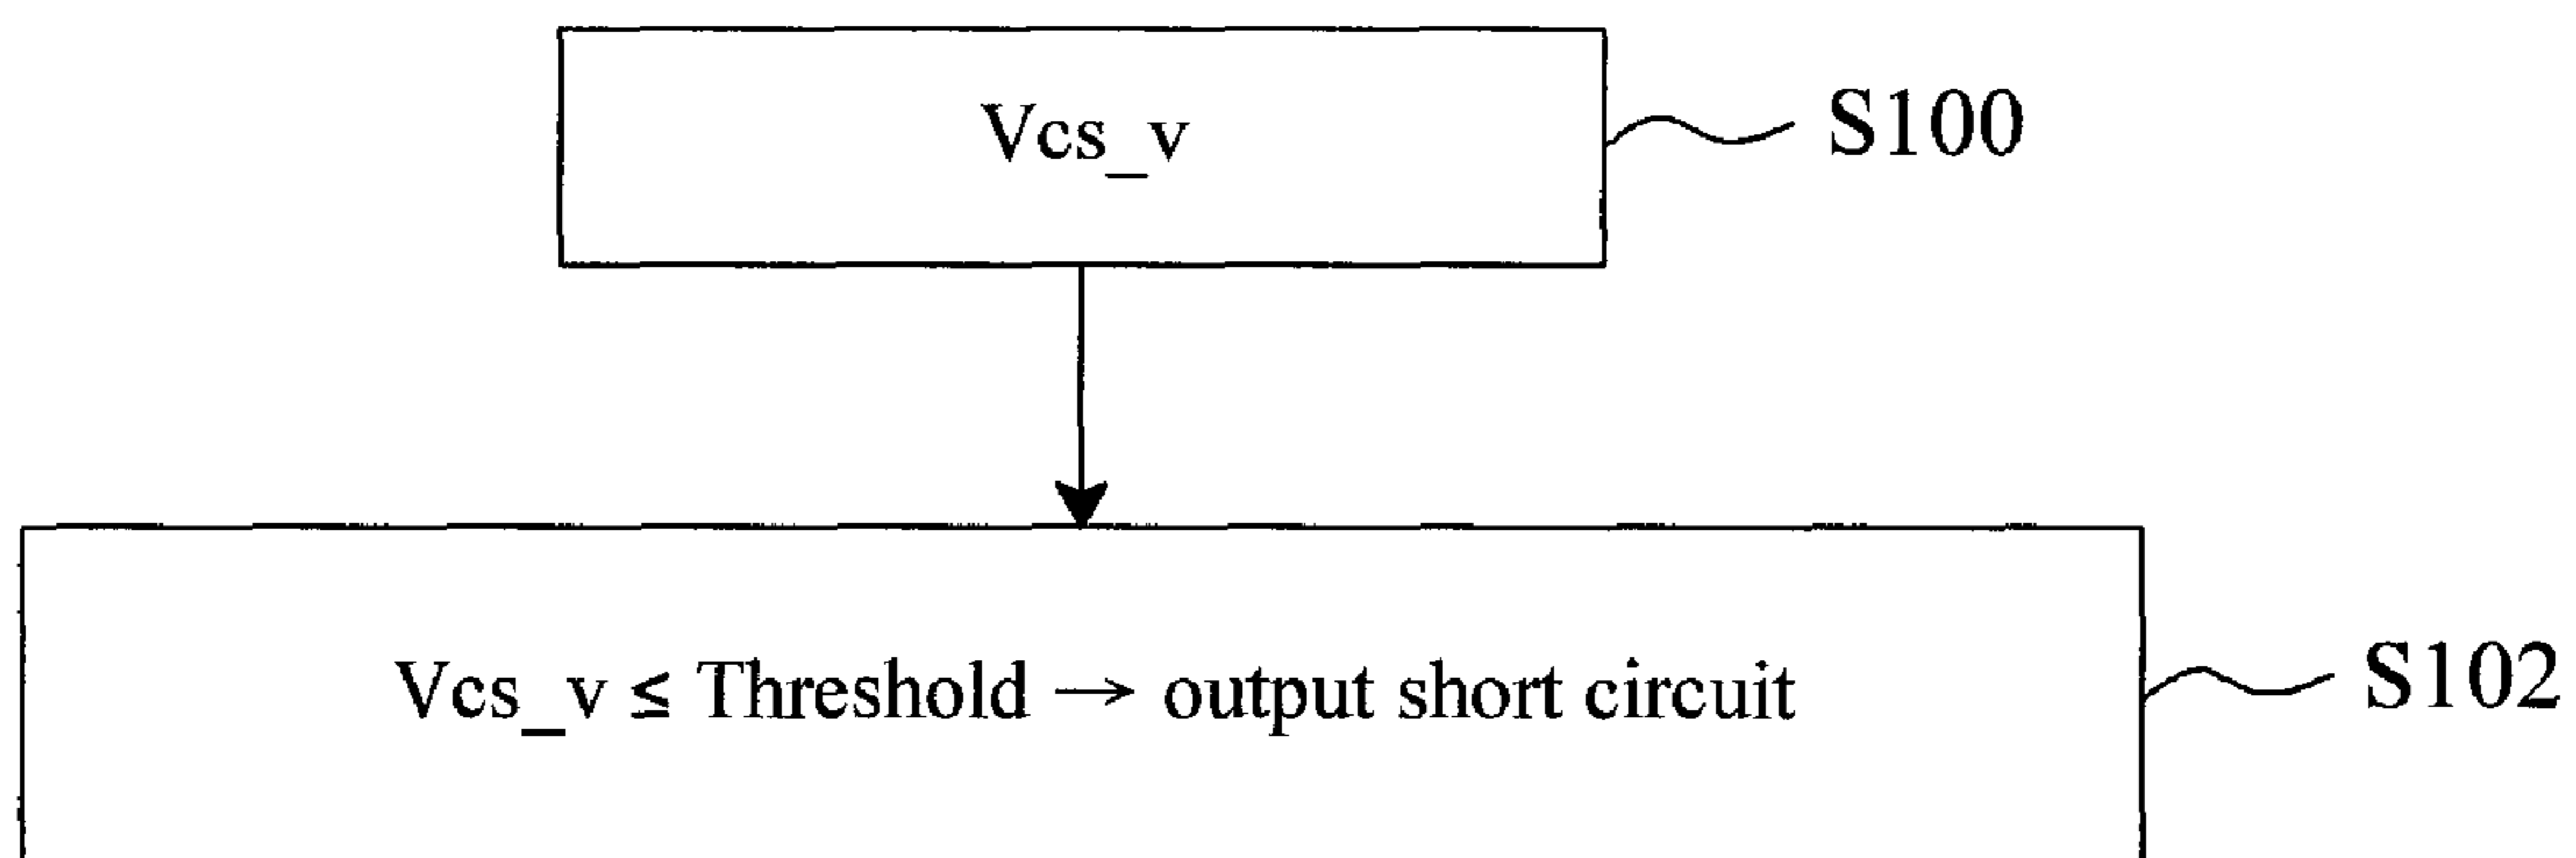 Vcs_v
S100
Vcs_v ≤ Threshold → output short circuit
S102